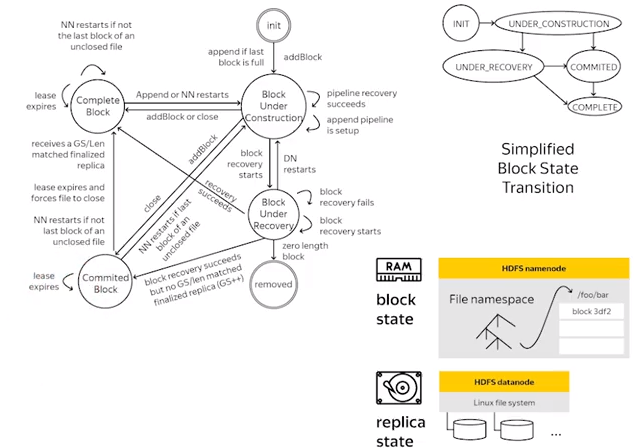 NN restarts if not
the last block of an
unclosed file
init
append if last
block is full
addBlock
lease
expires
Complete
Block
Append or NN restarts
addBlock or close
Block
Under
Construction
pipeline recovery
succeeds
append pipeline
is setup
receives a GS/Len
matched finalized
replica
addBlock
block
recovery
starts
DN
restarts
lease expires and
forces file to close
close
recovery
succeeds
Block
Under
Recovery
block
recovery fails
block
recovery starts
NN restarts if not
last block of an
unclosed file
NN restarts if last
block of an
unclosed file
zero length
block
lease
expires
Commited
Block
block recovery succeeds
but no GS/len matched
finalized replica (GS++)
removed
INIT
UNDER_CONSTRUCTION
UNDER_RECOVERY
COMMITED
COMPLETE
Simplified
Block State
Transition
RAM
block
state
HDFS namenode
File namespace
/foo/bar
block 3df2
replica
state
HDFS datanode
Linux file system
...